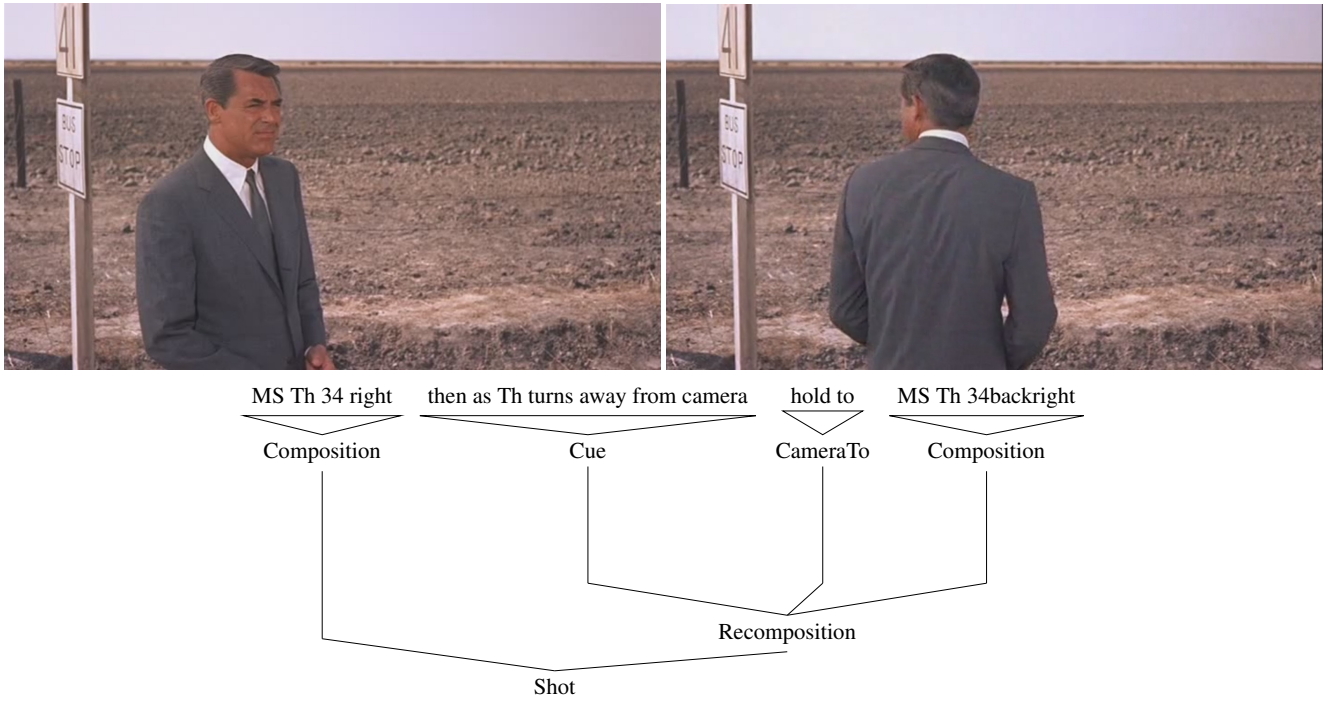 41
BUS
STOP
41
BUS
STOP
MS Th 34 right then as Th turns away from camera hold to MS Th 34backright
Composition Cue CameraTo Composition
Recomposition
Shot